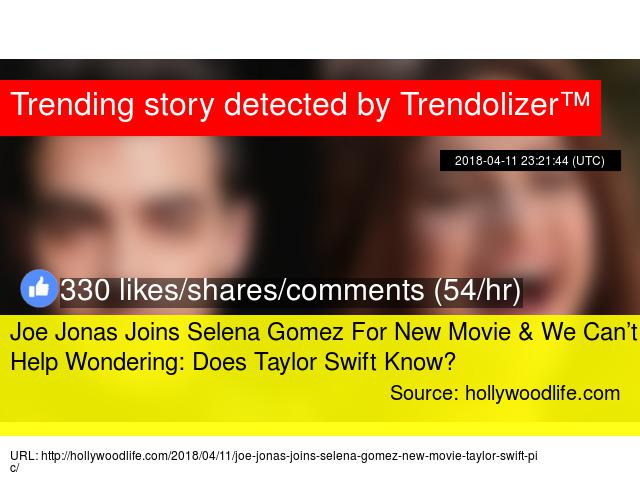 Trending story detected by Trendolizer™
2018-04-11 23:21:44 (UTC)
330 likes/shares/comments (54/hr)
Joe Jonas Joins Selena Gomez For New Movie & We Can’t
Help Wondering: Does Taylor Swift Know?
Source: hollywoodlife.com
URL: http://hollywoodlife.com/2018/04/11/joe-jonas-joins-selena-gomez-new-movie-taylor-swift-pi
c/